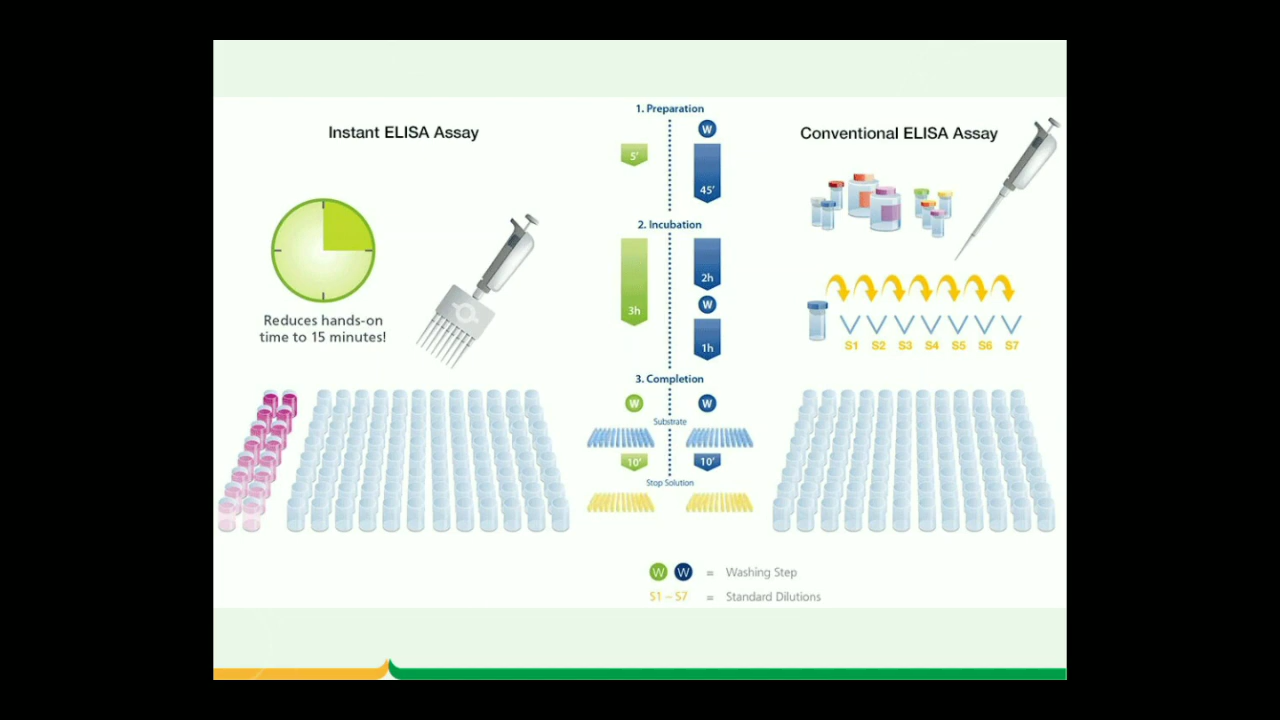 1. Preparation
Instant ELISA Assay
W
Conventional ELISA Assay
5'
45'
2. Incubation
2h
3h
W
1h
Reduces hands-on
time to 15 minutes!
S1 S2 S3 S4 S5 S6 S7
3. Completion
W W
Substrate
10' 10'
Stop Solution
W W = Washing Step
S1 – S7 = Standard Dilutions